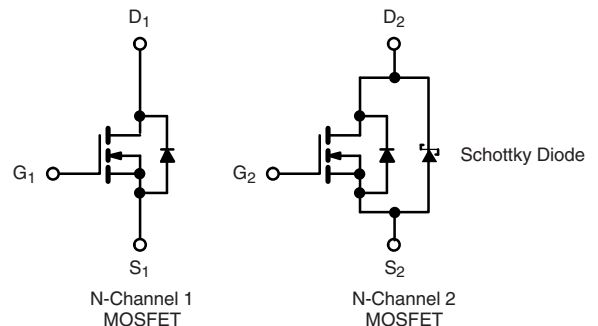 D1
D2
G1
G2
Schottky Diode
S1
S2
N-Channel 1
MOSFET
N-Channel 2
MOSFET